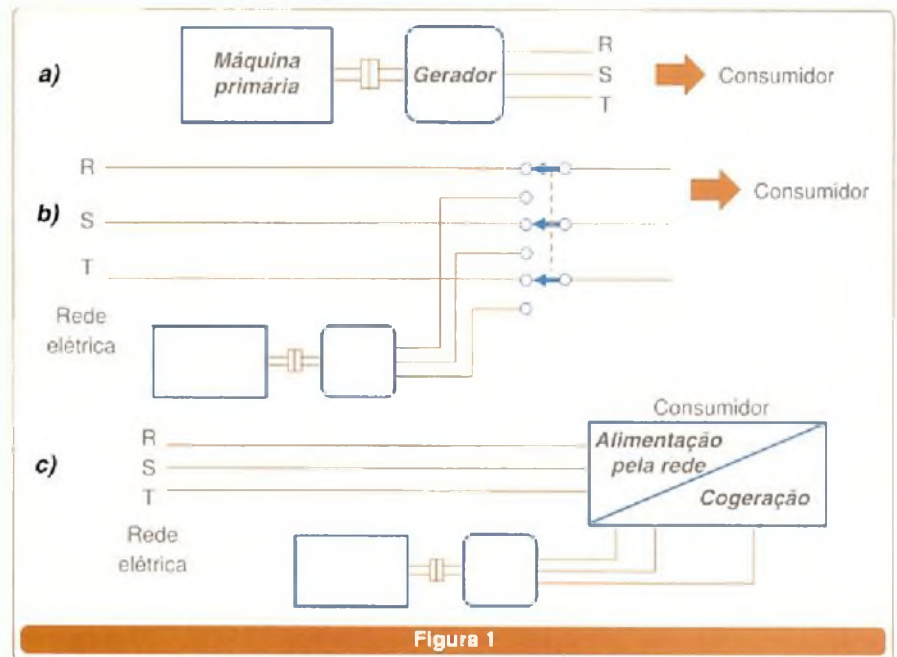 a)
Máquina
primária
Gerador
R
S
T
Consumidor
b)
R
S
T
Rede
elétrica
Consumidor
c)
R
S
T
Rede
elétrica
Consumidor
Alimentação
pela rede
Cogeração
Figura 1